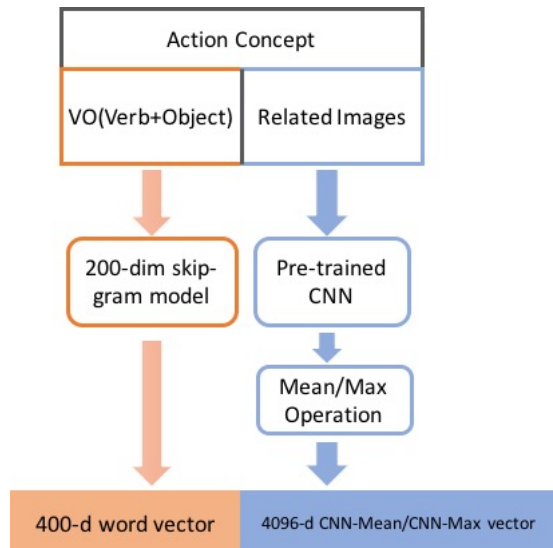 Action Concept
VO(Verb+Object)
Related Images
200-dim skip-
gram model
Pre-trained
CNN
Mean/Max
Operation
400-d word vector
4096-d CNN-Mean/CNN-Max vector